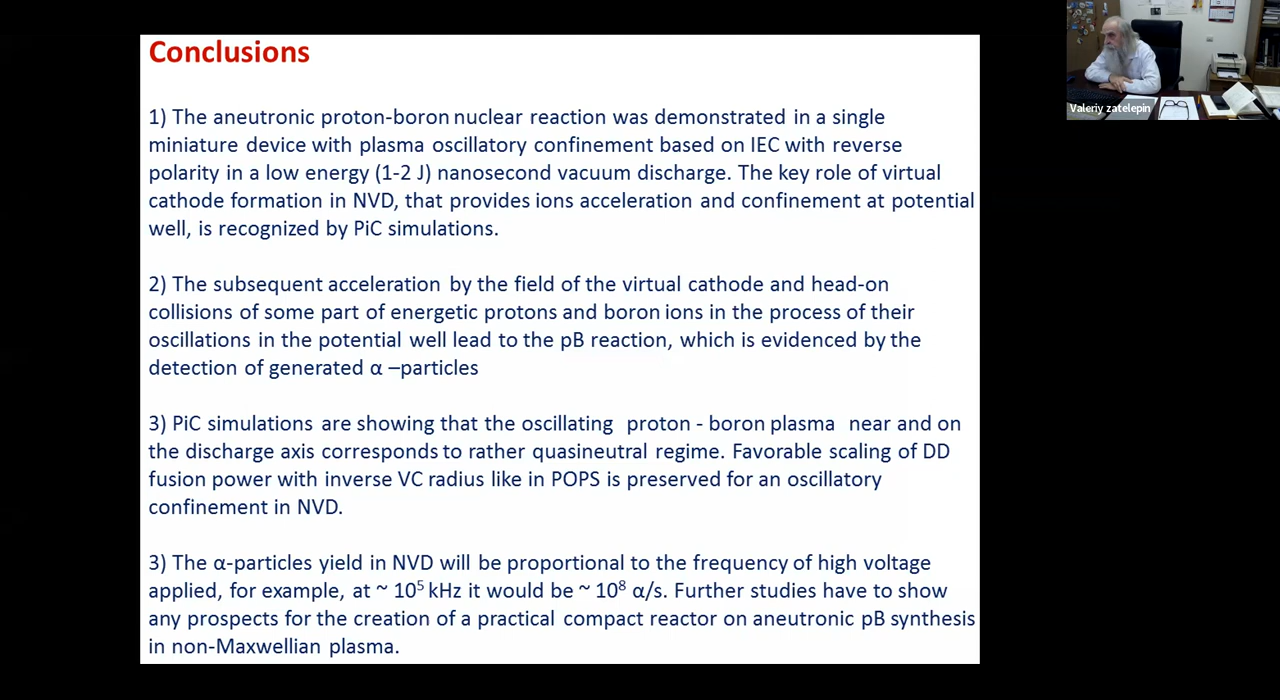 Conclusions
1) The aneutronic proton-boron nuclear reaction was demonstrated in a single
miniature device with plasma oscillatory confinement based on IEC with reverse
polarity in a low energy (1-2 J) nanosecond vacuum discharge. The key role of virtual
cathode formation in NVD, that provides ions acceleration and confinement at potential
well, is recognized by PiC simulations.
2) The subsequent acceleration by the field of the virtual cathode and head-on
collisions of some part of energetic protons and boron ions in the process of their
oscillations in the potential well lead to the pB reaction, which is evidenced by the
detection of generated α –particles
3) PiC simulations are showing that the oscillating proton - boron plasma near and on
the discharge axis corresponds to rather quasineutral regime. Favorable scaling of DD
fusion power with inverse VC radius like in POPS is preserved for an oscillatory
confinement in NVD.
3) The α-particles yield in NVD will be proportional to the frequency of high voltage
applied, for example, at ~ 10⁵ kHz it would be ~ 10⁸ α/s. Further studies have to show
any prospects for the creation of a practical compact reactor on aneutronic pB synthesis
in non-Maxwellian plasma.
Valeriy zatelepin